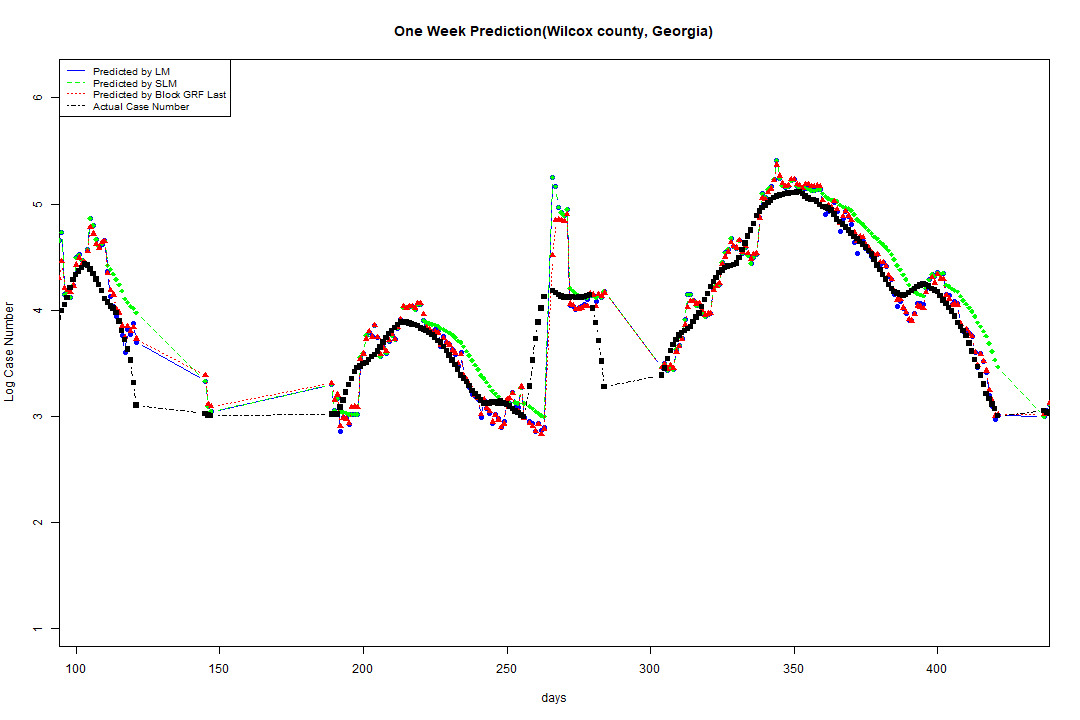 One Week Prediction(Wilcox county, Georgia)
Predicted by LM
Predicted by SLM
Predicted by Block GRF Last
Actual Case Number
6
5
4
3
2
1
Log Case Number
100 150 200 250 300 350 400
days